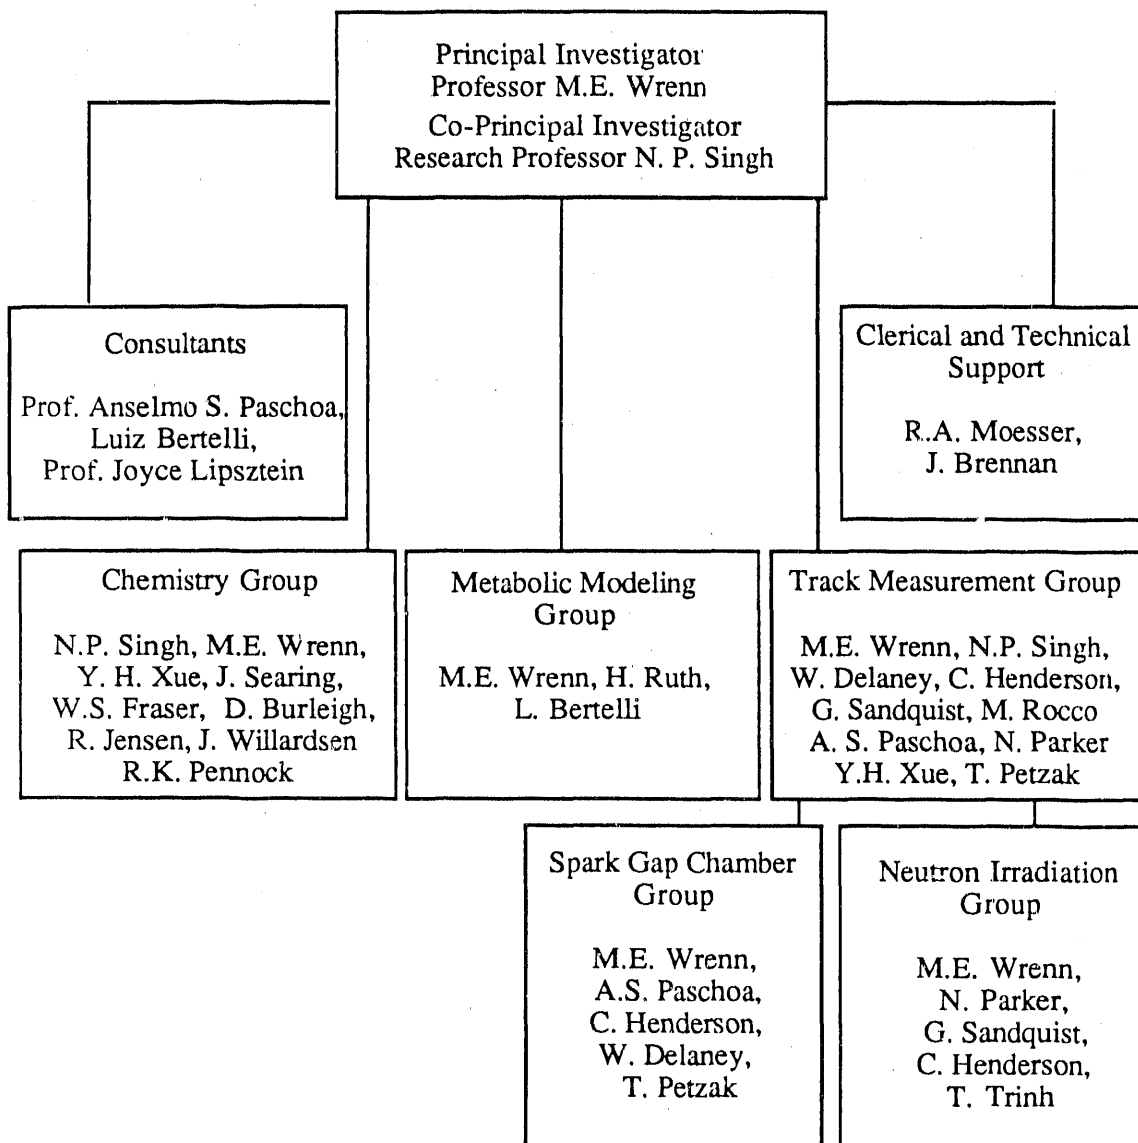 Principal Investigator
Professor M.E. Wrenn
Co-Principal Investigator
Research Professor N. P. Singh
Consultants
Prof. Anselmo S. Paschoa,
Luiz Bertelli,
Prof. Joyce Lipsztein
Clerical and Technical
Support
R.A. Moesser,
J. Brennan
Chemistry Group
N.P. Singh, M.E. Wrenn,
Y. H. Xue, J. Searing,
W.S. Fraser, D. Burleigh,
R. Jensen, J. Willardsen
R.K. Pennock
Metabolic Modeling
Group
M.E. Wrenn, H. Ruth,
L. Bertelli
Track Measurement Group
M.E. Wrenn, N.P. Singh,
W. Delaney, C. Henderson,
G. Sandquist, M. Rocco
A. S. Paschoa, N. Parker
Y.H. Xue, T. Petzak
Spark Gap Chamber
Group
M.E. Wrenn,
A.S. Paschoa,
C. Henderson,
W. Delaney,
T. Petzak
Neutron Irradiation
Group
M.E. Wrenn,
N. Parker,
G. Sandquist,
C. Henderson,
T. Trinh